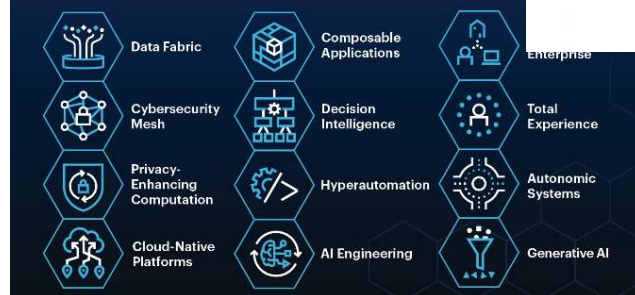 Data Fabric
Composable
Applications
Enterprise
Cybersecurity
Mesh
Decision
Intelligence
Total
Experience
Privacy-
Enhancing
Computation
Hyperautomation
Autonomic
Systems
Cloud-Native
Platforms
AI Engineering
Generative AI